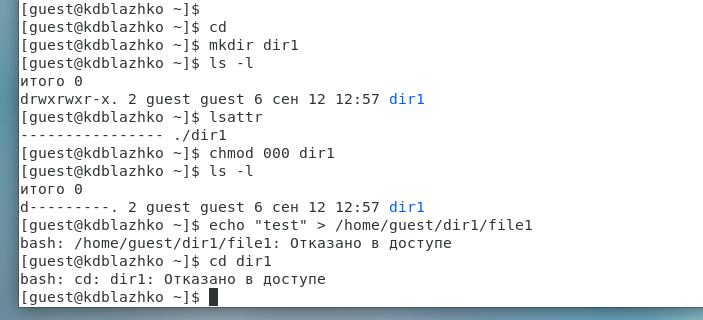 [guest@kdblazhko ~]$
[guest@kdblazhko ~]$ cd
[guest@kdblazhko ~]$ mkdir dir1
[guest@kdblazhko ~]$ ls -l
итого 0
drwxrwxr-x. 2 guest guest 6 сен 12 12:57 dir1
[guest@kdblazhko ~]$ lsattr
---------------- ./dir1
[guest@kdblazhko ~]$ chmod 000 dir1
[guest@kdblazhko ~]$ ls -l
итого 0
d---------. 2 guest guest 6 сен 12 12:57 dir1
[guest@kdblazhko ~]$ echo "test" > /home/guest/dir1/file1
bash: /home/guest/dir1/file1: Отказано в доступе
[guest@kdblazhko ~]$ cd dir1
bash: cd: dir1: Отказано в доступе
[guest@kdblazhko ~]$